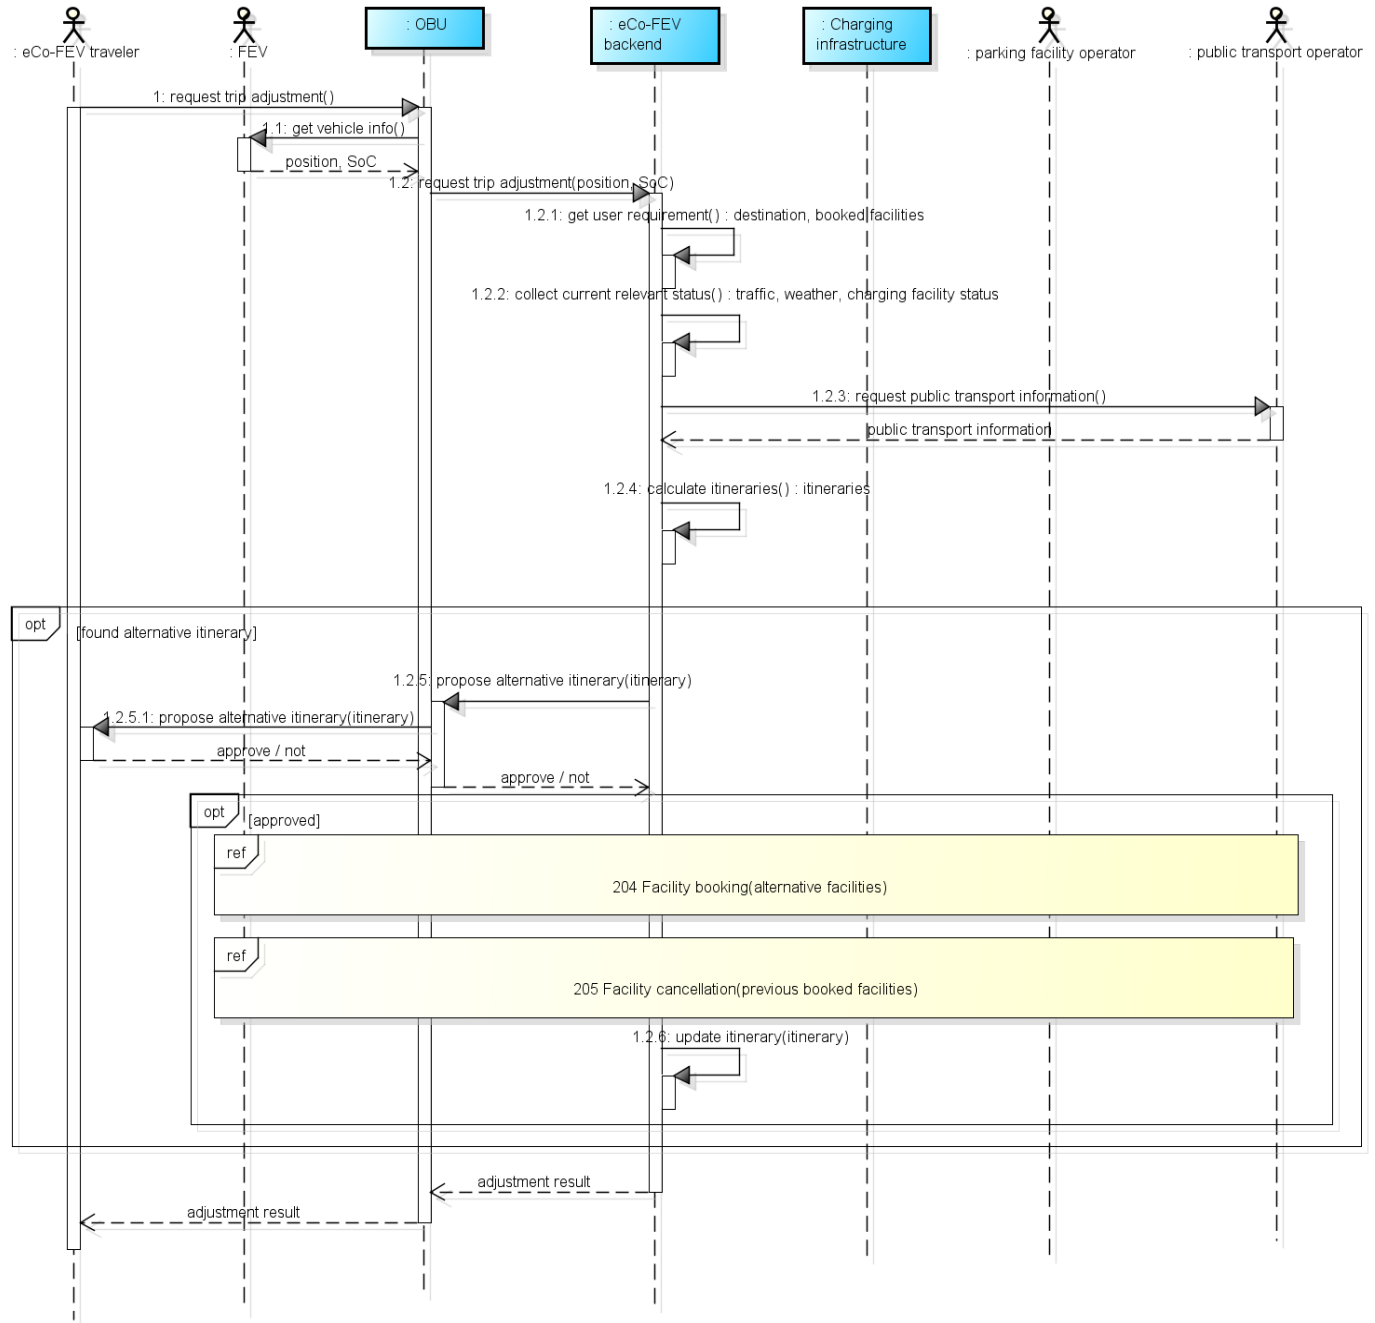 : eCo-FEV traveler
: FEV
: OBU
: eCo-FEV
backend
: Charging
infrastructure
: parking facility operator
: public transport operator
1: request trip adjustment()
1.1: get vehicle info()
position, SoC
1.2: request trip adjustment(position, SoC)
1.2.1: get user requirement() : destination, booked facilities
1.2.2: collect current relevant status() : traffic, weather, charging facility status
1.2.3: request public transport information()
public transport information
1.2.4: calculate itineraries() : itineraries
opt
[found alternative itinerary]
1.2.5: propose alternative itinerary(itinerary)
1.2.5.1: propose alternative itinerary(itinerary)
approve / not
approve / not
opt
[approved]
ref
204 Facility booking(alternative facilities)
ref
205 Facility cancellation(previous booked facilities)
1.2.6: update itinerary(itinerary)
adjustment result
adjustment result